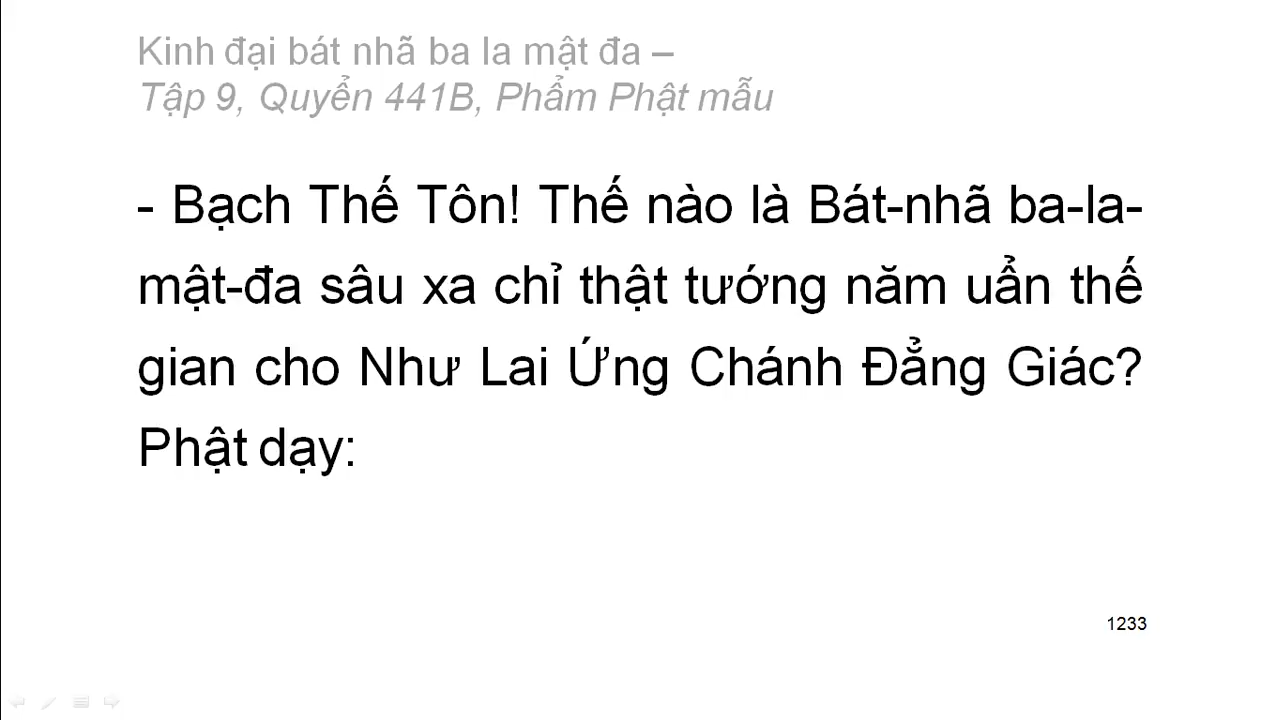 Kinh đại bát nhã ba la mật đa –
Tập 9, Quyển 441B, Phẩm Phật mẫu
- Bạch Thế Tôn! Thế nào là Bát-nhã ba-la-
mật-đa sâu xa chỉ thật tướng năm uẩn thế
gian cho Như Lai Ứng Chánh Đẳng Giác?
Phật dạy:
1233